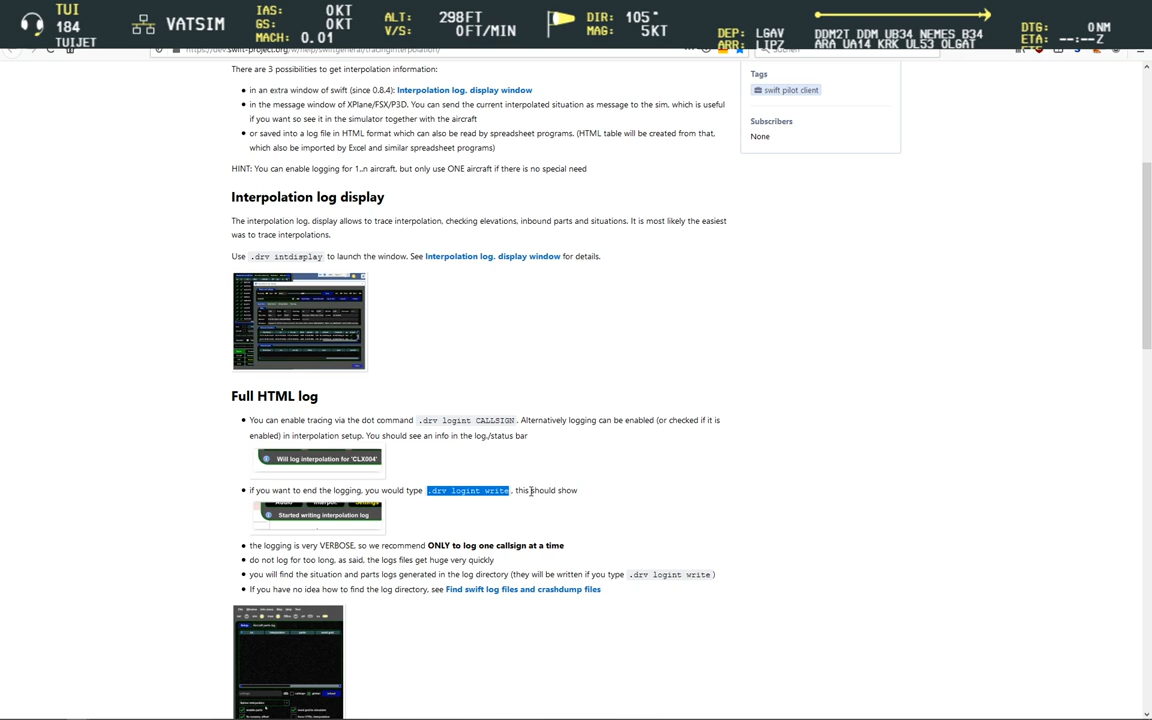 TUI
184
TUIJET
VATSIM
IAS: 0KT
GS: 0KT
MACH: 0.01
ALT: 298FT
V/S: 0FT/MIN
DIR: 105°
MAG: 5KT
DEP: LGAV
ARR: LIPZ
DDM2T DDM UB34 NEMES B34
ARA UA14 KRK UL53 OLGAT
DTG: 0NM
ETA: --:--Z
There are 3 possibilities to get interpolation information:
in an extra window of swift (since 0.8.4): Interpolation log. display window
in the message window of XPlane/FSX/P3D. You can send the current interpolated situation as message to the sim, which is useful
if you want so see it in the simulator together with the aircraft
or saved into a log file in HTML format which can also be read by spreadsheet programs. (HTML table will be created from that,
which also be imported by Excel and similar spreadsheet programs)
HINT: You can enable logging for 1..n aircraft, but only use ONE aircraft if there is no special need
Tags
swift pilot client
Subscribers
None
Interpolation log display
The interpolation log. display allows to trace interpolation, checking elevations, inbound parts and situations. It is most likely the easiest
was to trace interpolations.
Use .drv intdisplay to launch the window. See Interpolation log. display window for details.
Full HTML log
You can enable tracing via the dot command .drv logint CALLSIGN. Alternatively logging can be enabled (or checked if it is
enabled) in interpolation setup. You should see an info in the log./status bar
Will log interpolation for 'CLX004'
if you want to end the logging, you would type .drv logint write, this should show
Started writing interpolation log
the logging is very VERBOSE, so we recommend ONLY to log one callsign at a time
do not log for too long, as said, the logs files get huge very quickly
you will find the situation and parts logs generated in the log directory (they will be written if you type .drv logint write)
If you have no idea how to find the log directory, see Find swift log files and crashdump files